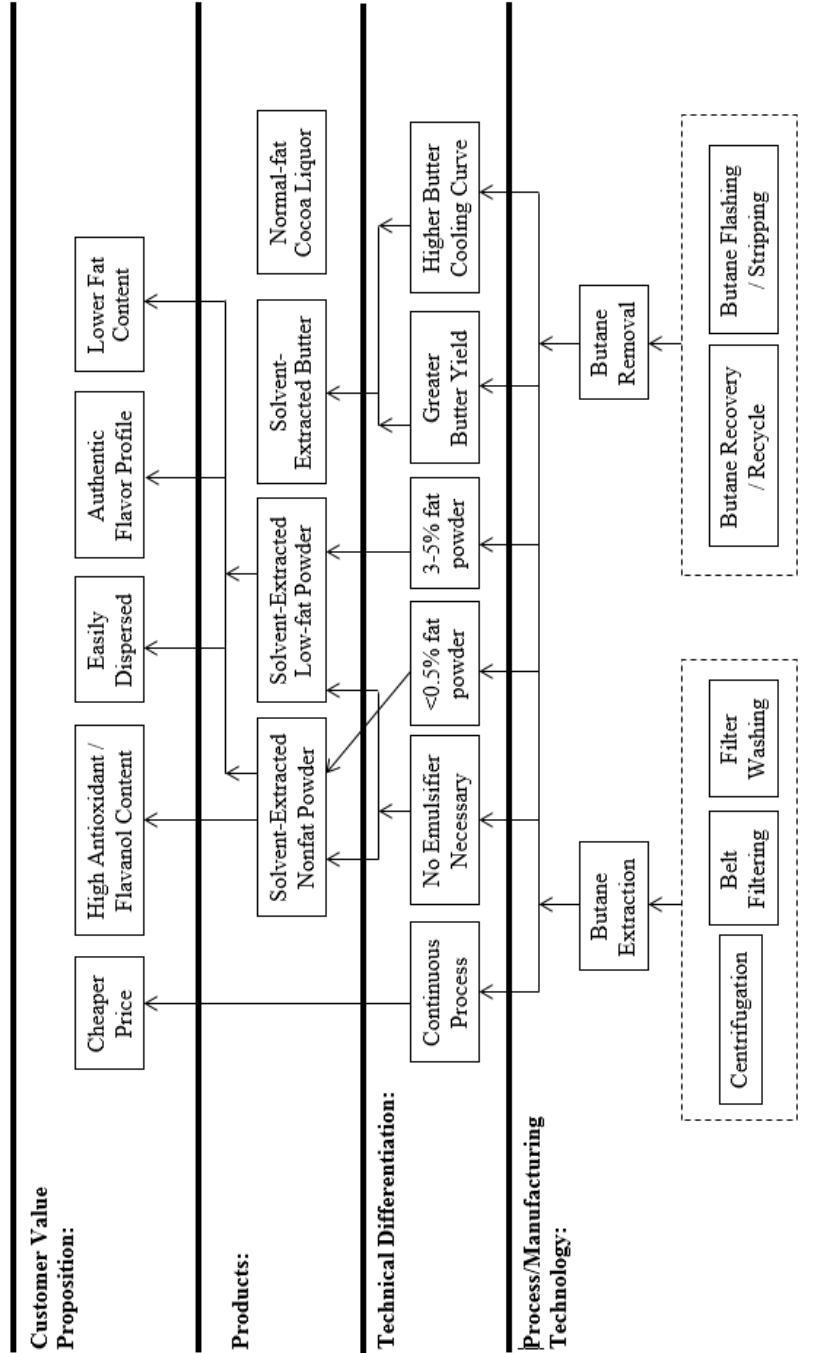 Customer Value
Proposition:
Cheaper
Price
High Antioxidant /
Flavanol Content
Easily
Dispersed
Authentic
Flavor Profile
Lower Fat
Content
Products:
Solvent-Extracted
Nonfat Powder
Solvent-Extracted
Low-fat Powder
Solvent-
Extracted Butter
Normal-fat
Cocoa Liquor
Technical Differentiation:
Continuous
Process
No Emulsifier
Necessary
<0.5% fat
powder
3-5% fat
powder
Greater
Butter Yield
Higher Butter
Cooling Curve
Process/Manufacturing
Technology:
Butane
Extraction
Butane
Removal
Centrifugation
Belt
Filtering
Filter
Washing
Butane Recovery
/ Recycle
Butane Flashing
/ Stripping